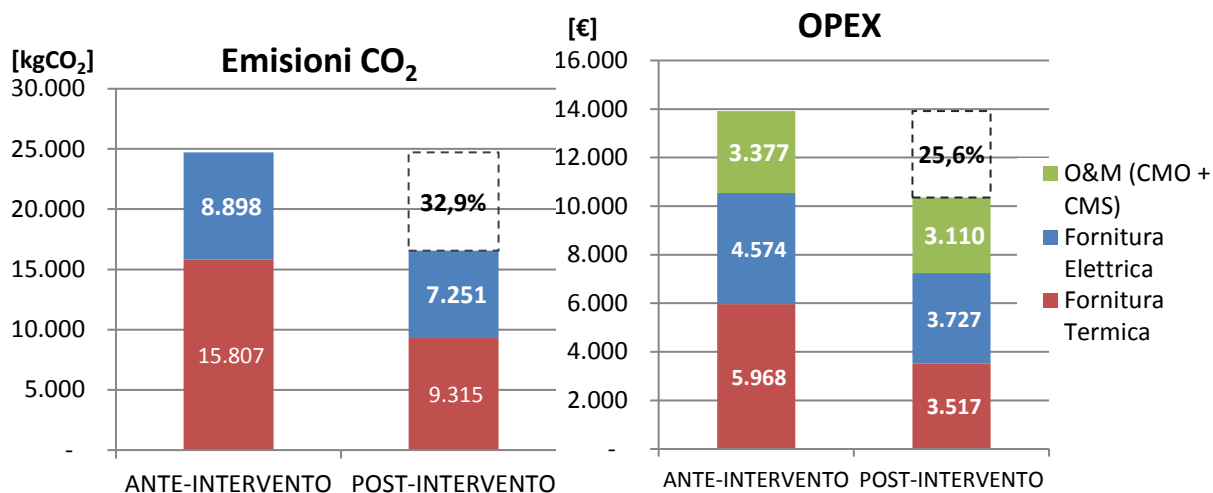 [kgCO2]
Emisioni CO2
30.000
25.000
20.000
15.000
10.000
5.000
-
8.898
15.807
32,9%
7.251
9.315
ANTE-INTERVENTO POST-INTERVENTO
[€]
OPEX
16.000
14.000
12.000
10.000
8.000
6.000
4.000
2.000
-
3.377
4.574
5.968
25,6%
3.110
3.727
3.517
ANTE-INTERVENTO POST-INTERVENTO
O&M (CMO +
CMS)
Fornitura
Elettrica
Fornitura
Termica